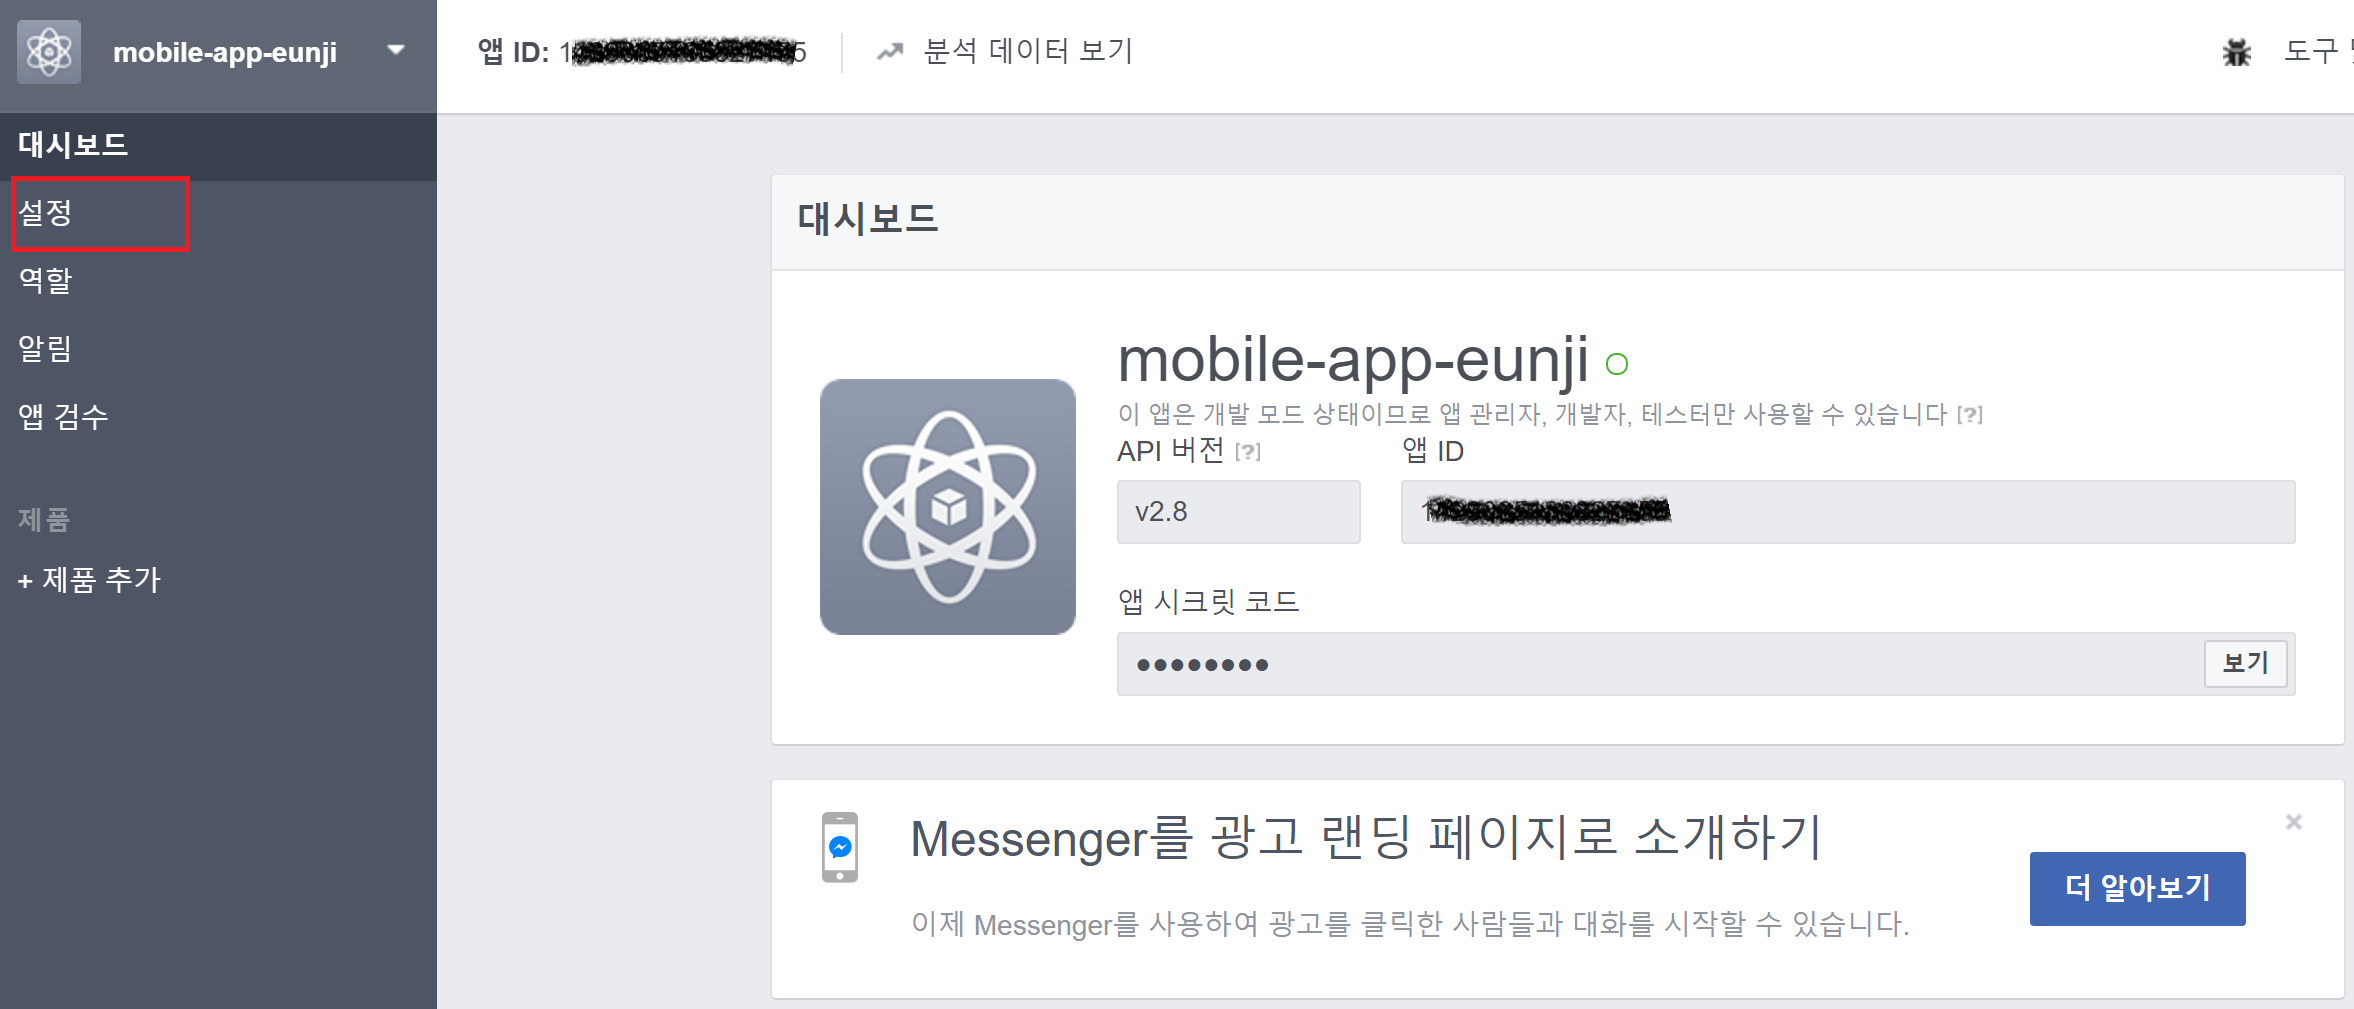 mobile-app-eunji
앱 ID:
분석 데이터 보기
도구
대시보드
설정
역할
알림
앱 검수
제품
+ 제품 추가
대시보드
mobile-app-eunji
이 앱은 개발 모드 상태이므로 앱 관리자, 개발자, 테스터만 사용할 수 있습니다 [?]
API 버전 [?]
앱 ID
v2.8
앱 시크릿 코드
●●●●●●●●
보기
Messenger를 광고 랜딩 페이지로 소개하기
이제 Messenger를 사용하여 광고를 클릭한 사람들과 대화를 시작할 수 있습니다.
더 알아보기